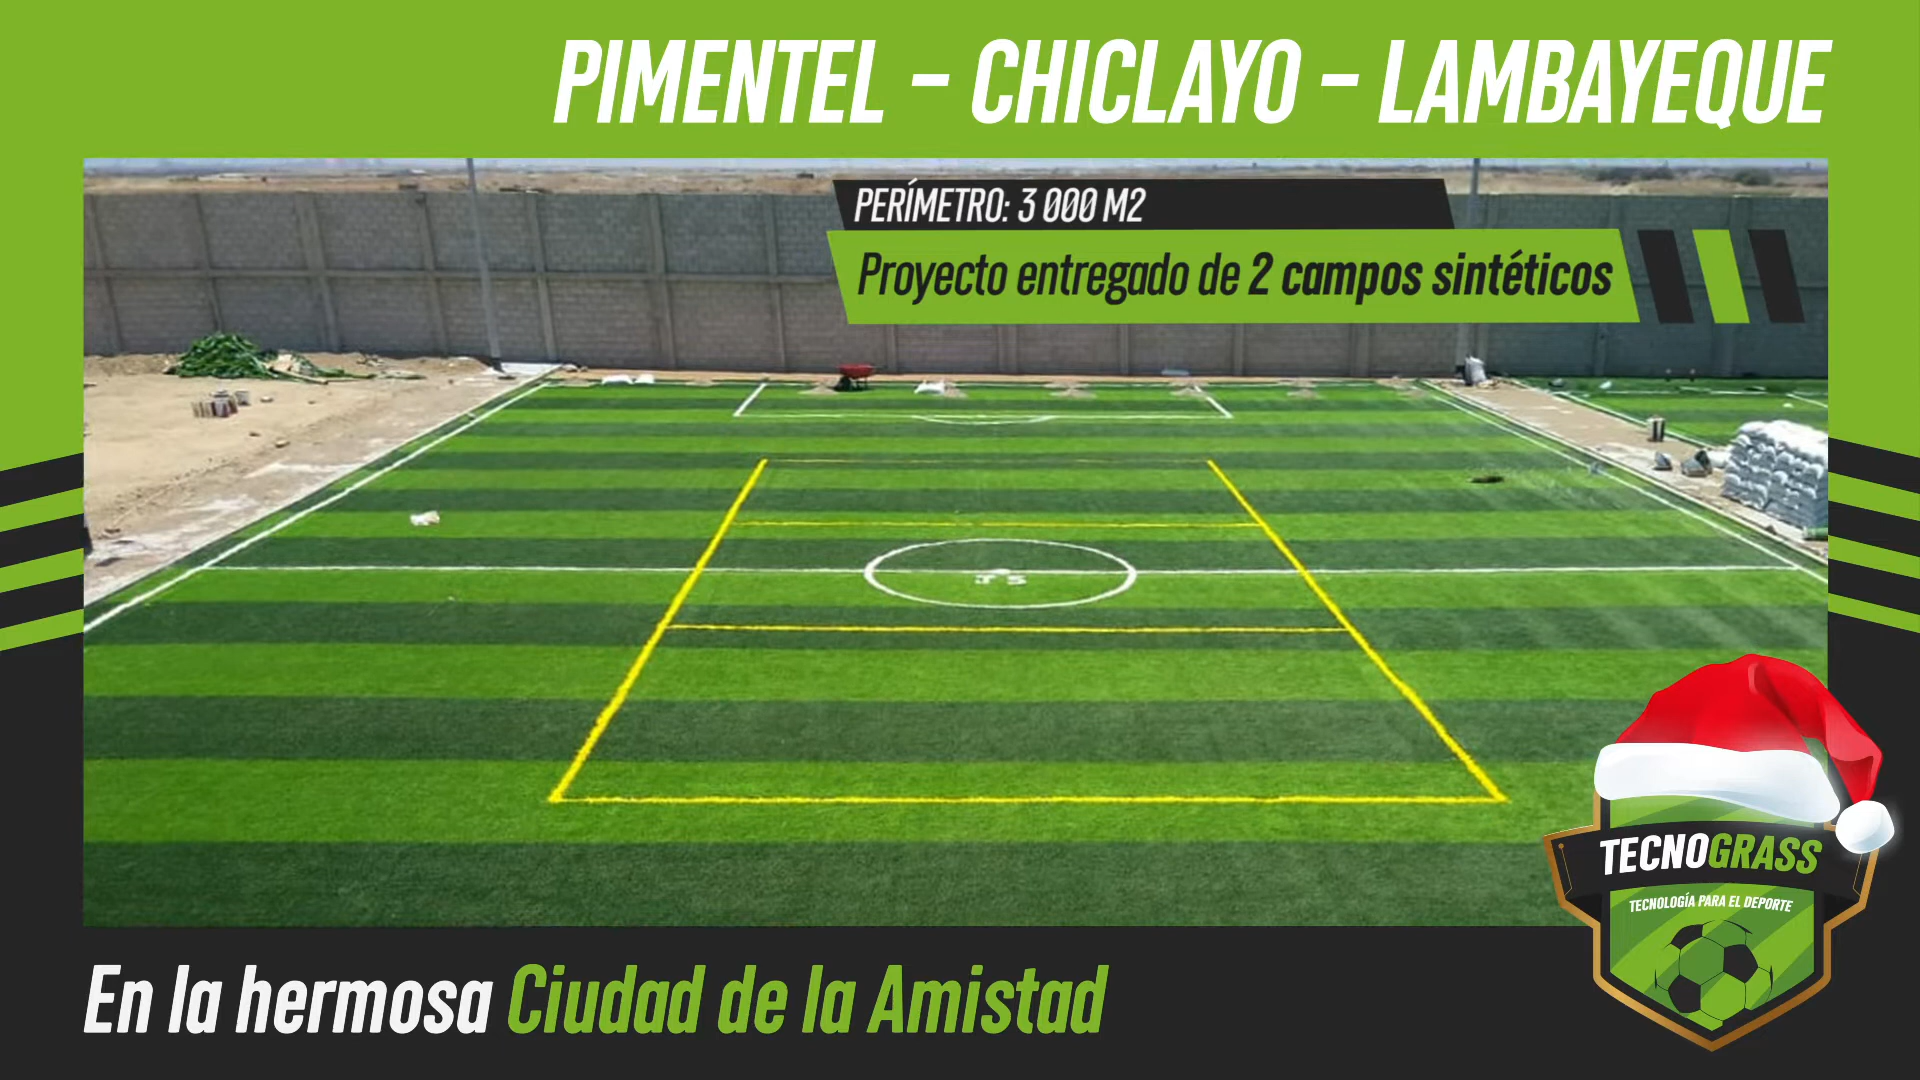 PIMENTEL – CHICLAYO – LAMBAYEQUE
PERÍMETRO: 3 000 M2
Proyecto entregado de 2 campos sintéticos
TECNOGRASS
TECNOLOGÍA PARA EL DEPORTE
En la hermosa Ciudad de la Amistad